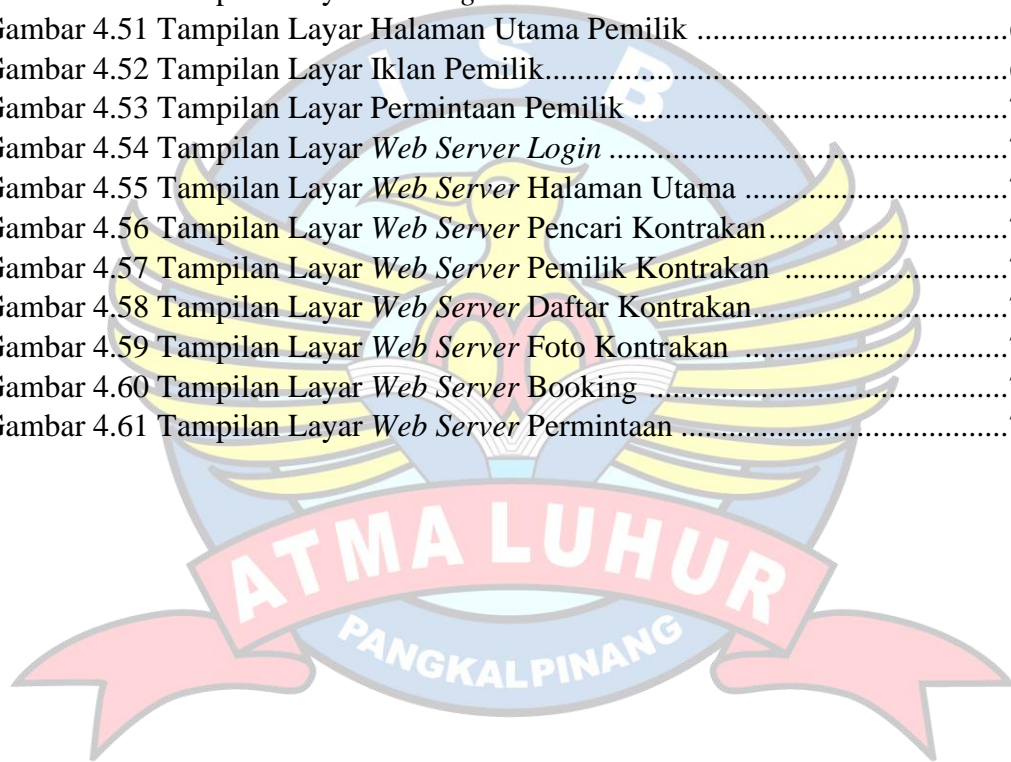 Gambar 4.51 Tampilan Layar Halaman Utama Pemilik ..................................
Gambar 4.52 Tampilan Layar Iklan Pemilik..................................................
Gambar 4.53 Tampilan Layar Permintaan Pemilik ........................................
Gambar 4.54 Tampilan Layar Web Server Login ...........................................
Gambar 4.55 Tampilan Layar Web Server Halaman Utama ............................
Gambar 4.56 Tampilan Layar Web Server Pencari Kontrakan..........................
Gambar 4.57 Tampilan Layar Web Server Pemilik Kontrakan ........................
Gambar 4.58 Tampilan Layar Web Server Daftar Kontrakan...........................
Gambar 4.59 Tampilan Layar Web Server Foto Kontrakan ............................
Gambar 4.60 Tampilan Layar Web Server Booking ......................................
Gambar 4.61 Tampilan Layar Web Server Permintaan ...................................
I S B
ATMA LUHUR
PANGKALPINANG